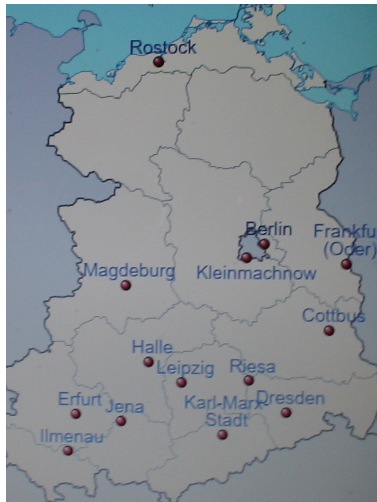 Rostock
Berlin
Frankfu
(Oder)
Magdeburg
Kleinmachnow
Cottbus
Halle
Leipzig
Riesa
Erfurt
Jena
Karl-Marx-
Stadt
Dresden
Ilmenau